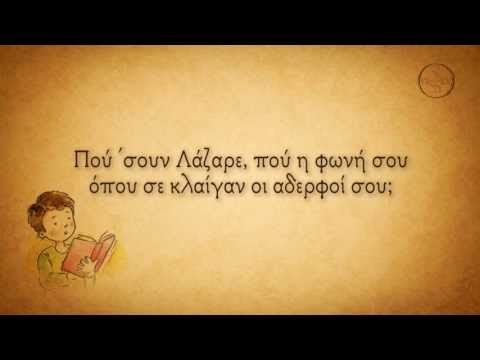 Πού ΄σουν Λάζαρε, πού η φωνή σου
όπου σε κλαίγαν οι αδερφοί σου;